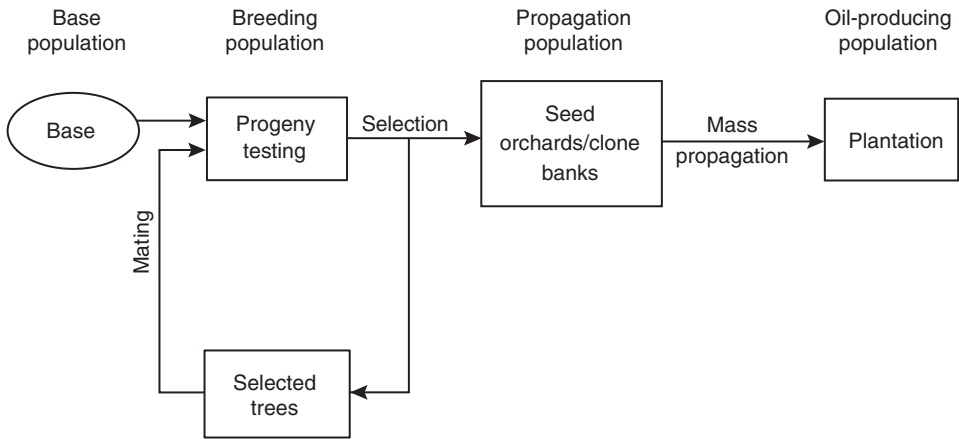 Base
population
Breeding
population
Propagation
population
Oil-producing
population
Base
Progeny
testing
Selection
Seed
orchards/clone
banks
Mass
propagation
Plantation
Mating
Selected
trees